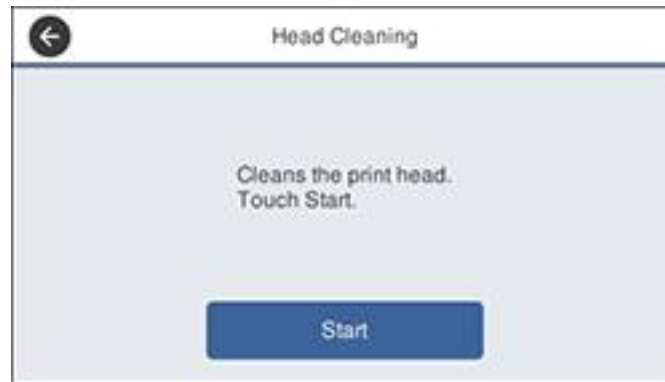 Head Cleaning
Cleans the print head.
Touch Start.
Start